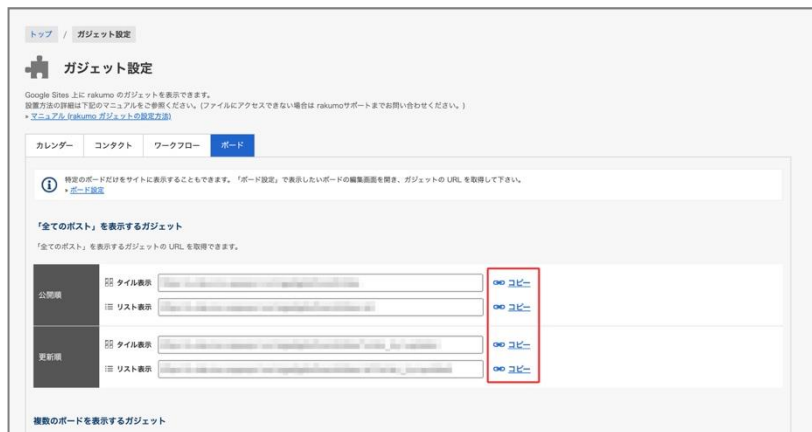 トップ / ガジェット設定
ガジェット設定
Google Sites 上に rakumo のガジェットを表示できます。
設置方法の詳細は下記のマニュアルをご参照ください。(ファイルにアクセスできない場合は rakumoサポートまでお問い合わせください。)
マニュアル (rakumo ガジェットの設定方法)
カレンダー コンタクト ワークフロー ボード
特定のボードだけをサイトに表示することもできます。「ボード設定」で表示したいボードの編集画面を開き、ガジェットの URL を取得して下さい。
ボード設定
「全てのポスト」を表示するガジェット
「全てのポスト」を表示するガジェットの URL を取得できます。
公開順
タイル表示 コピー
リスト表示 コピー
更新順
タイル表示 コピー
リスト表示 コピー
複数のボードを表示するガジェット